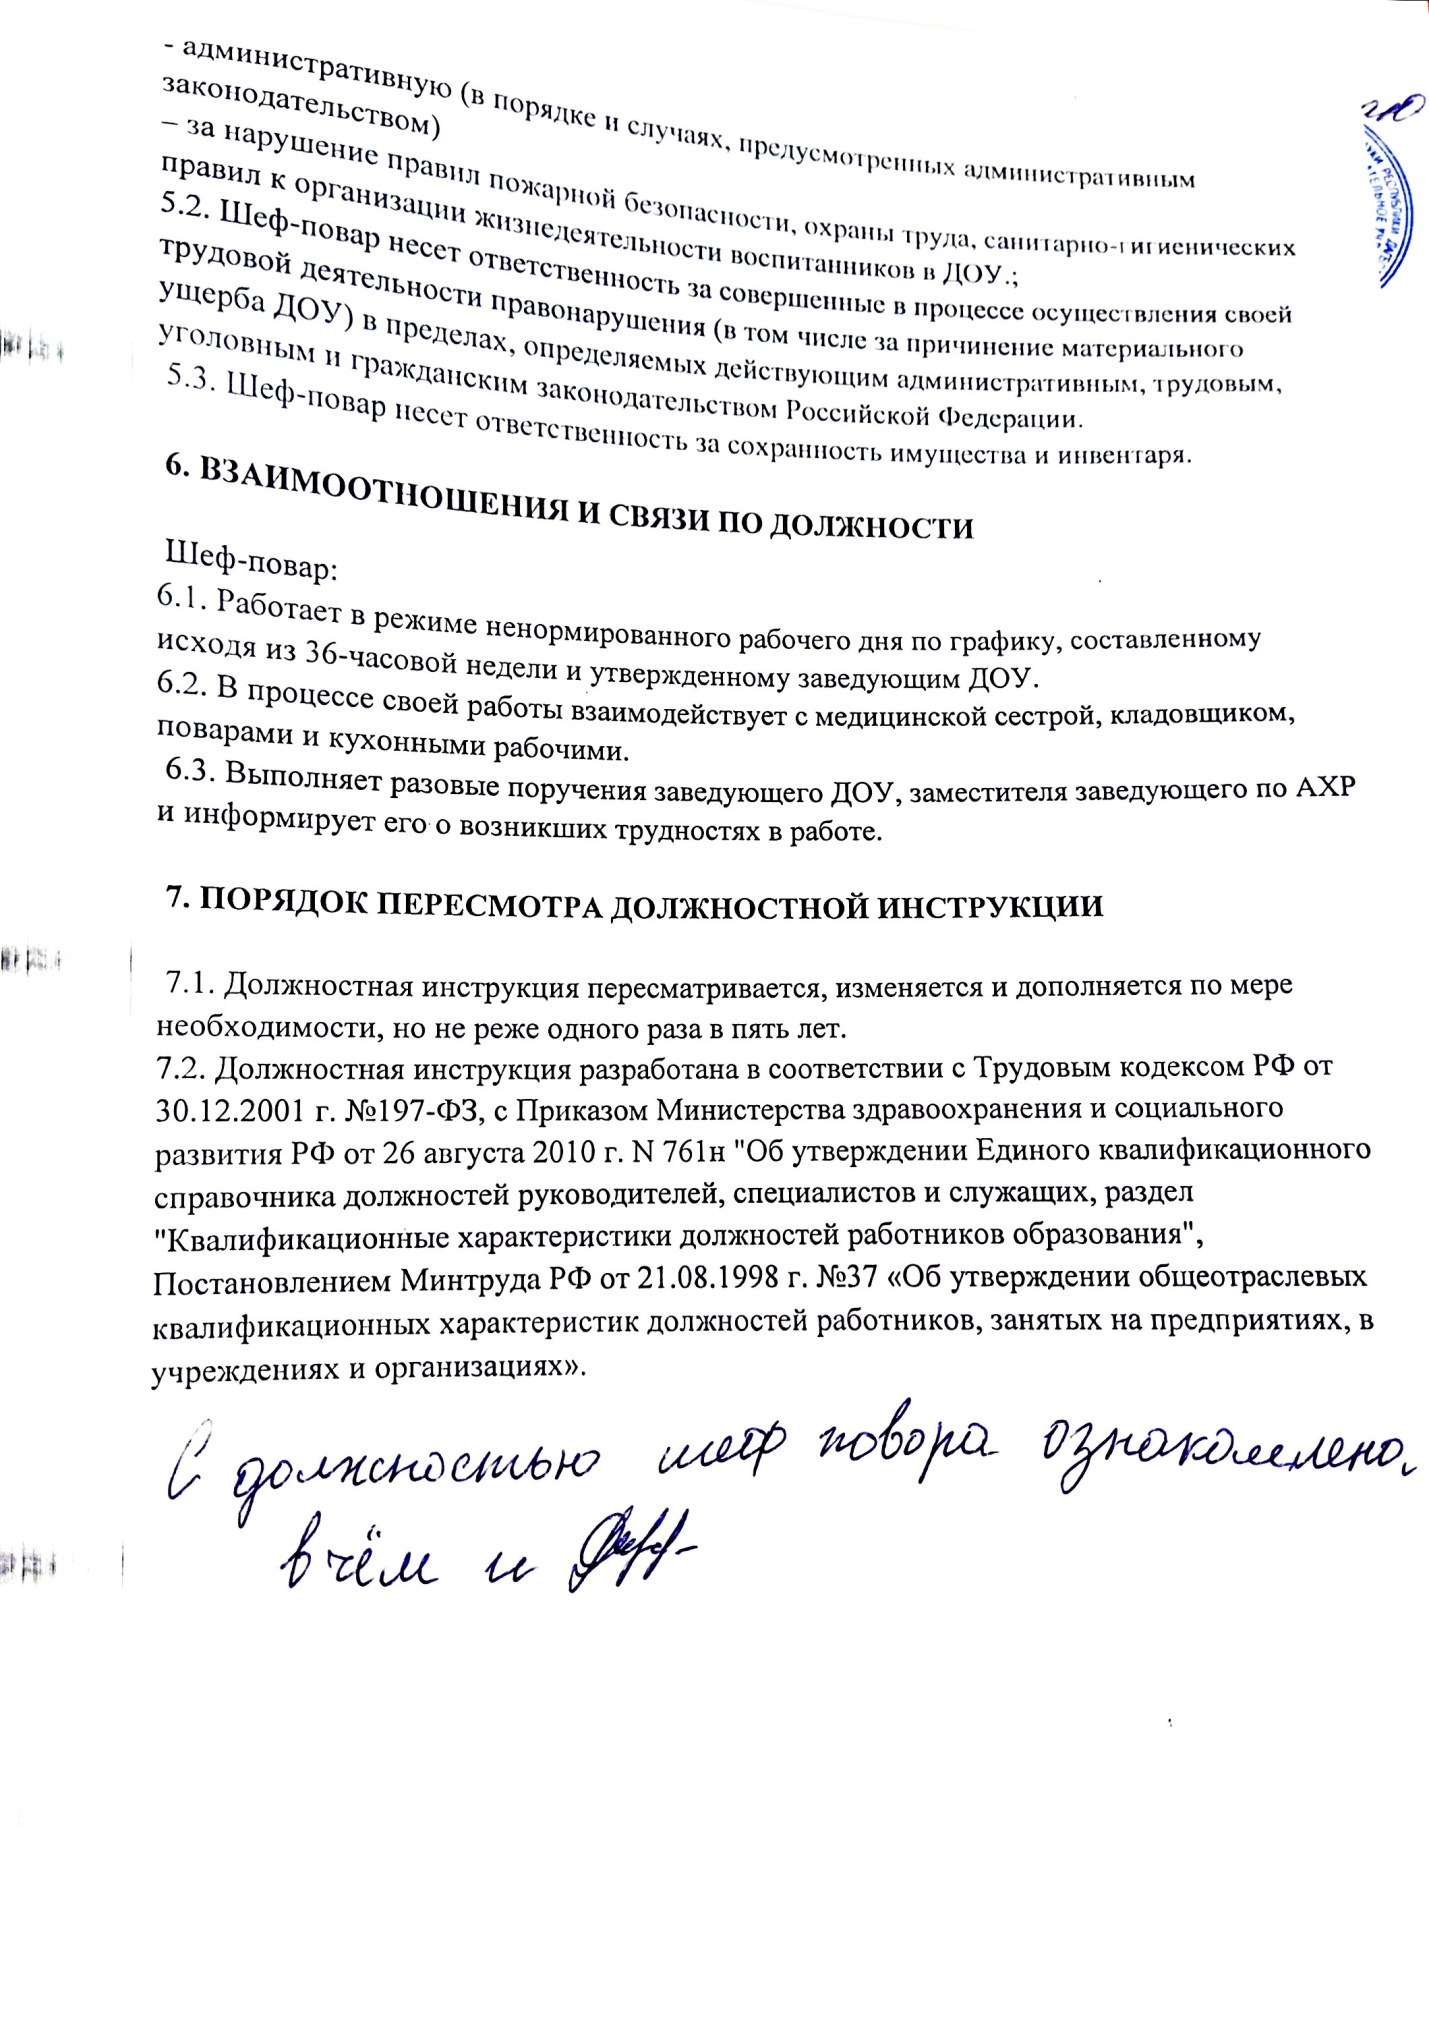 - административную (в порядке и случаях, предусмотренных административным
законодательством)
– за нарушение правил пожарной безопасности, охраны труда, санитарно-гигиенических
правил к организации жизнедеятельности воспитанников в ДОУ.;
5.2. Шеф-повар несет ответственность за совершенные в процессе осуществления своей
трудовой деятельности правонарушения (в том числе за причинение материального
ущерба ДОУ) в пределах, определяемых действующим административным, трудовым,
уголовным и гражданским законодательством Российской Федерации.
5.3. Шеф-повар несет ответственность за сохранность имущества и инвентаря.
6. ВЗАИМООТНОШЕНИЯ И СВЯЗИ ПО ДОЛЖНОСТИ
Шеф-повар:
6.1. Работает в режиме ненормированного рабочего дня по графику, составленному
исходя из 36-часовой недели и утвержденному заведующим ДОУ.
6.2. В процессе своей работы взаимодействует с медицинской сестрой, кладовщиком,
поварами и кухонными рабочими.
6.3. Выполняет разовые поручения заведующего ДОУ, заместителя заведующего по АХР
и информирует его о возникших трудностях в работе.
7. ПОРЯДОК ПЕРЕСМОТРА ДОЛЖНОСТНОЙ ИНСТРУКЦИИ
7.1. Должностная инструкция пересматривается, изменяется и дополняется по мере
необходимости, но не реже одного раза в пять лет.
7.2. Должностная инструкция разработана в соответствии с Трудовым кодексом РФ от
30.12.2001 г. №197-ФЗ, с Приказом Министерства здравоохранения и социального
развития РФ от 26 августа 2010 г. N 761н "Об утверждении Единого квалификационного
справочника должностей руководителей, специалистов и служащих, раздел
"Квалификационные характеристики должностей работников образования",
Постановлением Минтруда РФ от 21.08.1998 г. №37 «Об утверждении общеотраслевых
квалификационных характеристик должностей работников, занятых на предприятиях, в
учреждениях и организациях».
С должностью шеф повора ознакомлена,
в чём и
РЕСПУБЛИКИ